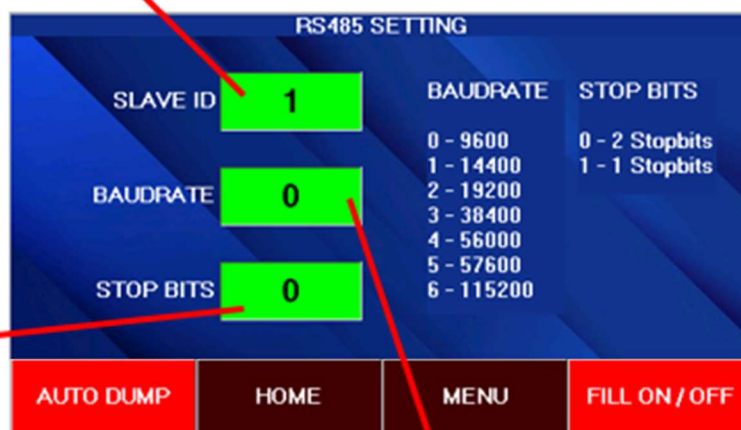 RS485 SETTING
SLAVE ID 1
BAUDRATE 0
STOP BITS 0
BAUDRATE
0 - 9600
1 - 14400
2 - 19200
3 - 38400
4 - 56000
5 - 57600
6 - 115200
STOP BITS
0 - 2 Stopbits
1 - 1 Stopbits
AUTO DUMP
HOME
MENU
FILL ON / OFF